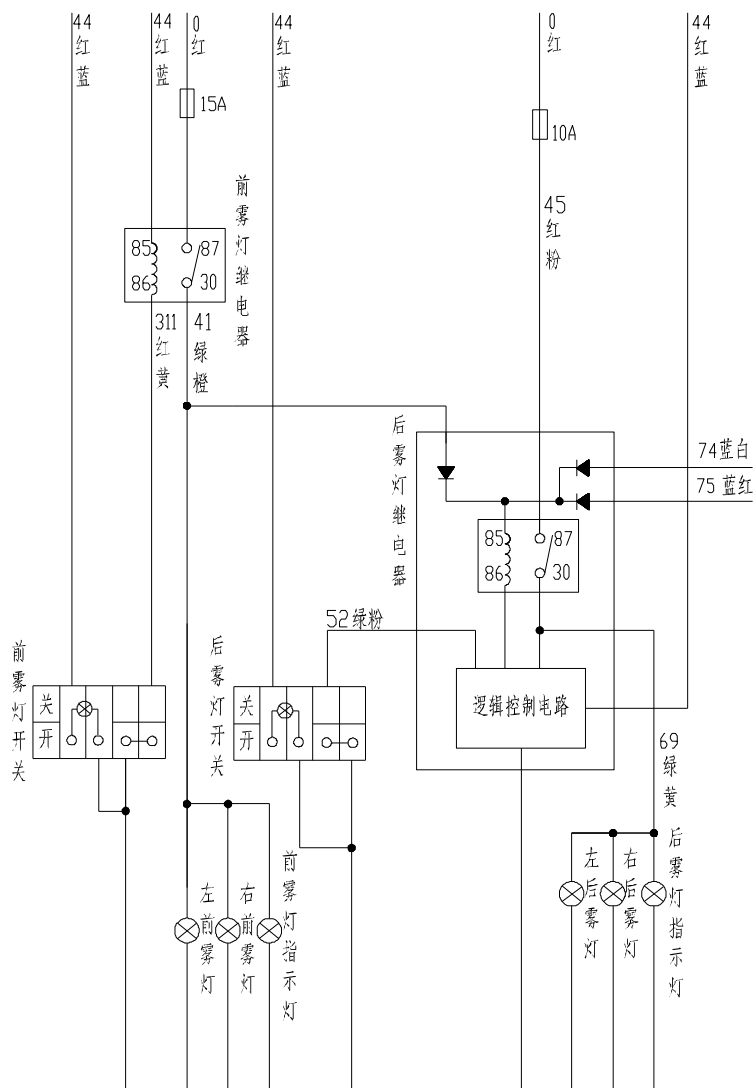 44 红蓝
44 红蓝
0 红
44 红蓝
0 红
44 红蓝
15A
10A
前雾灯继电器
45 红粉
85 87
86 30
311 红黄
41 绿橙
后雾灯继电器
74蓝白
75 蓝红
85 87
86 30
52绿粉
前雾灯开关
关
开
后雾灯开关
关
开
逻辑控制电路
69 绿黄
左前雾灯
右前雾灯
前雾灯指示灯
左后雾灯
右后雾灯
后雾灯指示灯